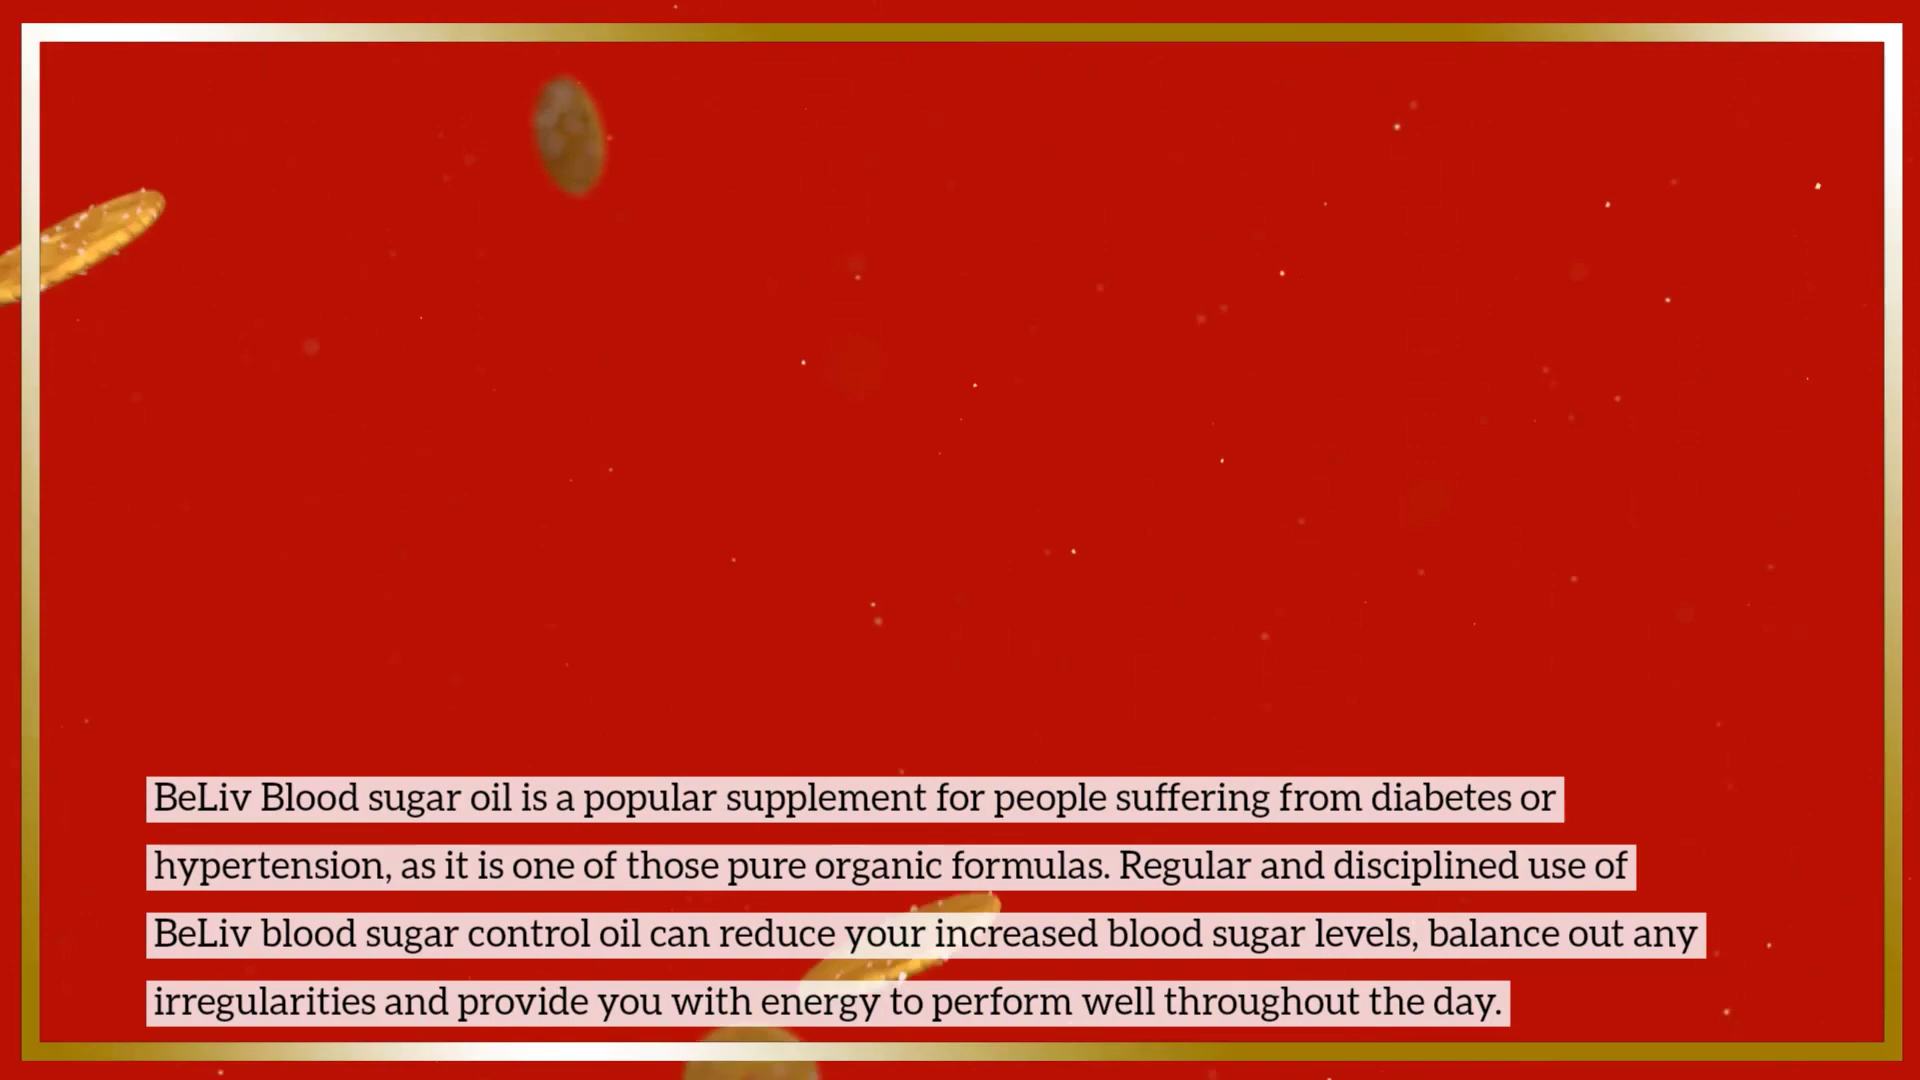 BeLiv Blood sugar oil is a popular supplement for people suffering from diabetes or
hypertension, as it is one of those pure organic formulas. Regular and disciplined use of
BeLiv blood sugar control oil can reduce your increased blood sugar levels, balance out any
irregularities and provide you with energy to perform well throughout the day.